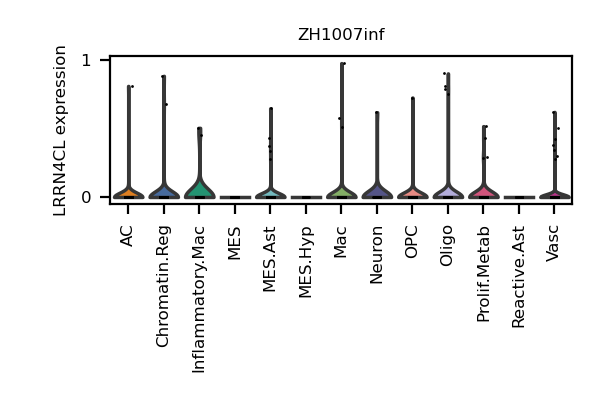 ZH1007inf
LRRN4CL expression
1
0
AC
Chromatin.Reg
Inflammatory.Mac
MES
MES.Ast
MES.Hyp
Mac
Neuron
OPC
Oligo
Prolif.Metab
Reactive.Ast
Vasc